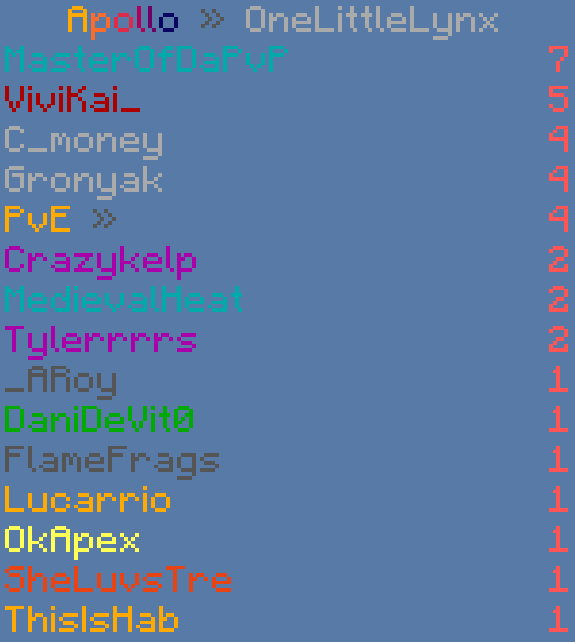 Apollo » OneLittleLynx
MasterOfDaPvP 7
ViviKai_ 5
C_money 4
Gronyak 4
PvE » 4
Crazykelp 2
MedievalHeat 2
Tylerrrrs 2
_ARoy 1
DaniDeVit0 1
FlameFrags 1
Lucarrio 1
OkApex 1
SheLuvsTre 1
ThisIsHab 1